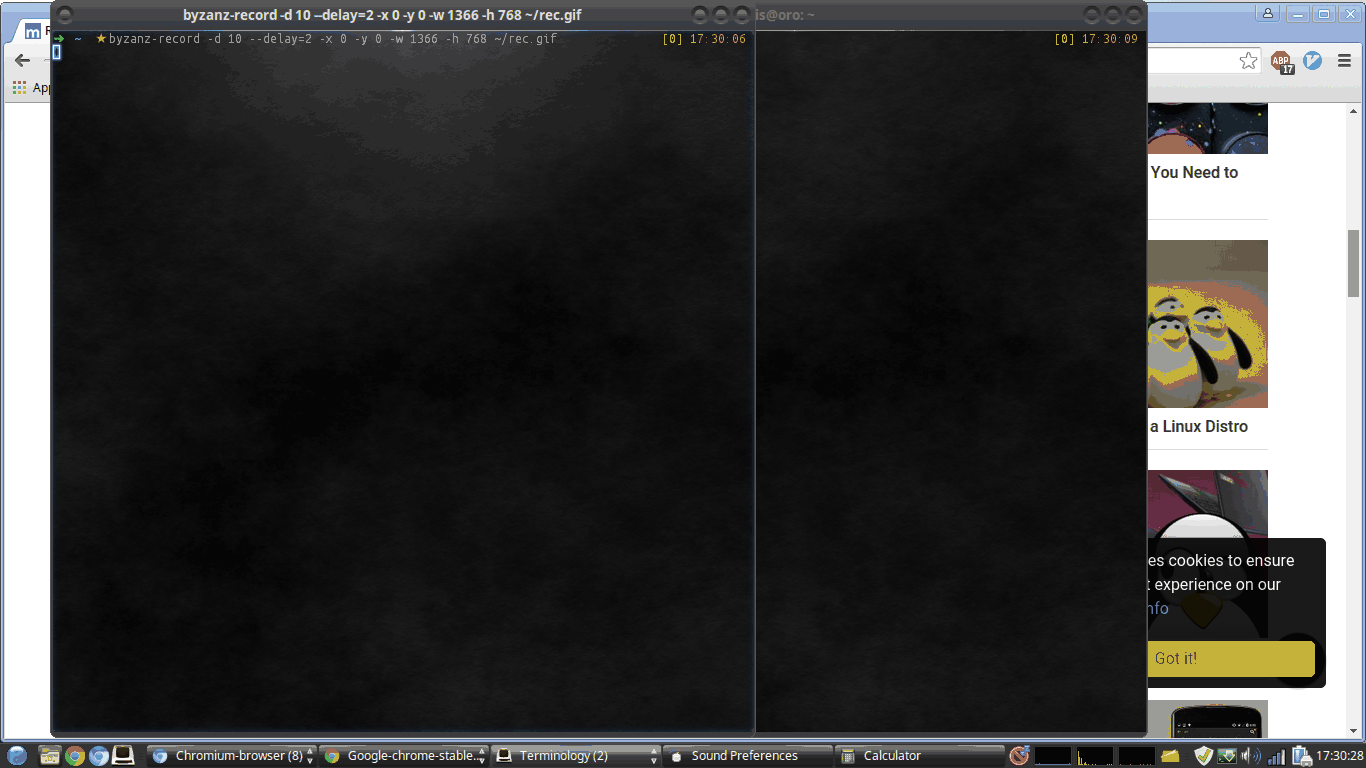 byzanz-record -d 10 --delay=2 -x 0 -y 0 -w 1366 -h 768 ~/rec.gif
is@oro: ~
➜ ~ ★byzanz-record -d 10 --delay=2 -x 0 -y 0 -w 1366 -h 768 ~/rec.gif [0] 17:30:06
[0] 17:30:09
m
ABP
17
App
You Need to
a Linux Distro
es cookies to ensure
t experience on our
nfo
Got it!
Chromium-browser (8)
Google-chrome-stable...
Terminology (2)
Sound Preferences
Calculator
17:30:28